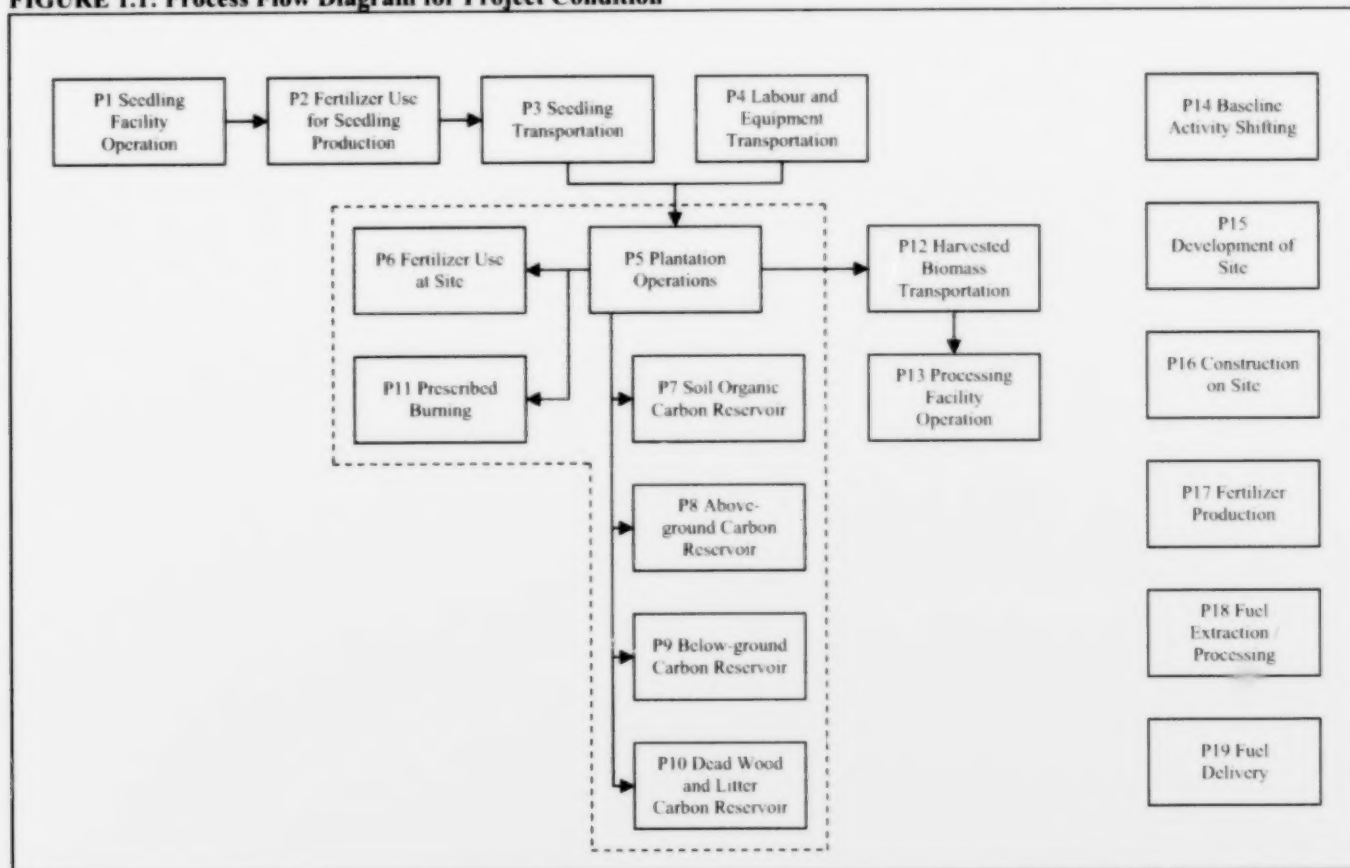 FIGURE 1.1: Process Flow Diagram for Project Condition
P1 Seedling
Facility
Operation
P2 Fertilizer Use
for Seedling
Production
P3 Seedling
Transportation
P4 Labour and
Equipment
Transportation
P14 Baseline
Activity Shifting
P6 Fertilizer Use
at Site
P5 Plantation
Operations
P12 Harvested
Biomass
Transportation
P15
Development of
Site
P11 Prescribed
Burning
P7 Soil Organic
Carbon Reservoir
P13 Processing
Facility
Operation
P16 Construction
on Site
P8 Above-
ground Carbon
Reservoir
P17 Fertilizer
Production
P9 Below-ground
Carbon Reservoir
P18 Fuel
Extraction /
Processing
P10 Dead Wood
and Litter
Carbon Reservoir
P19 Fuel
Delivery